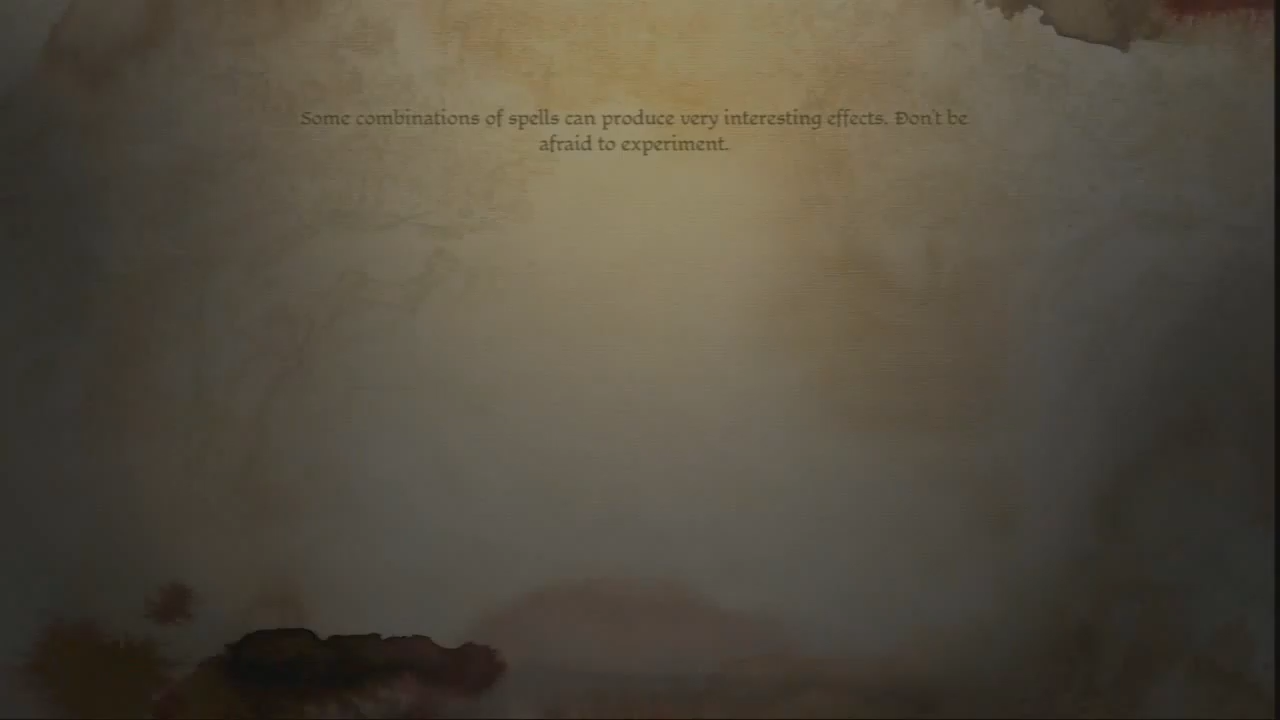 Some combinations of spells can produce very interesting effects. Don't be
afraid to experiment.